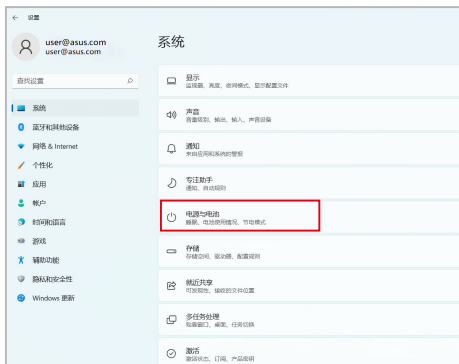 设置
user@asus.com
user@asus.com
查找设置
系统
蓝牙和其他设备
网络 & Internet
个性化
应用
帐户
时间和语言
游戏
辅助功能
隐私和安全性
Windows 更新
系统
显示
监视器、亮度、夜间模式、显示配置文件
声音
音量级别、输出、输入、声音设备
通知
来自应用和系统的警报
专注助手
通知、自动规则
电源与电池
睡眠、电池使用情况、节电模式
存储
存储空间、驱动器、配置规则
就近共享
可发现性、接收的文件位置
多任务处理
贴靠窗口、桌面、任务切换
激活
激活状态、订阅、产品密钥